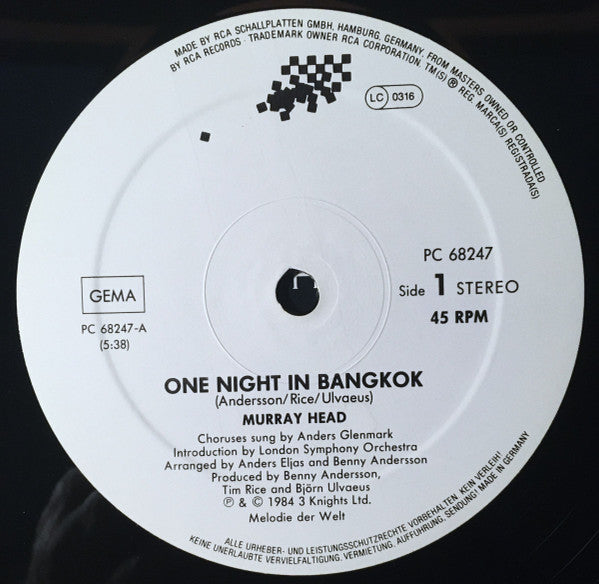 MADE BY RCA SCHALLPLATTEN GMBH, HAMBURG, GERMANY, FROM MASTERS OWNED OR CONTROLLED
BY RCA RECORDS · TRADEMARK OWNER RCA CORPORATION, TM(S) ® REG. MARCA(S) REGISTRADA(S)
LC 0316
PC 68247
Side 1 STEREO
45 RPM
GEMA
PC 68247-A
(5:38)
ONE NIGHT IN BANGKOK
(Andersson/Rice/Ulvaeus)
MURRAY HEAD
Choruses sung by Anders Glenmark
Introduction by London Symphony Orchestra
Arranged by Anders Eljas and Benny Andersson
Produced by Benny Andersson,
Tim Rice and Björn Ulvaeus
℗ & © 1984 3 Knights Ltd.
Melodie der Welt
ALLE URHEBER- UND LEISTUNGSSCHUTZRECHTE VORBEHALTEN. KEIN VERLEIH!
KEINE UNERLAUBTE VERVIELFÄLTIGUNG, VERMIETUNG, AUFFÜHRUNG, SENDUNG! MADE IN GERMANY